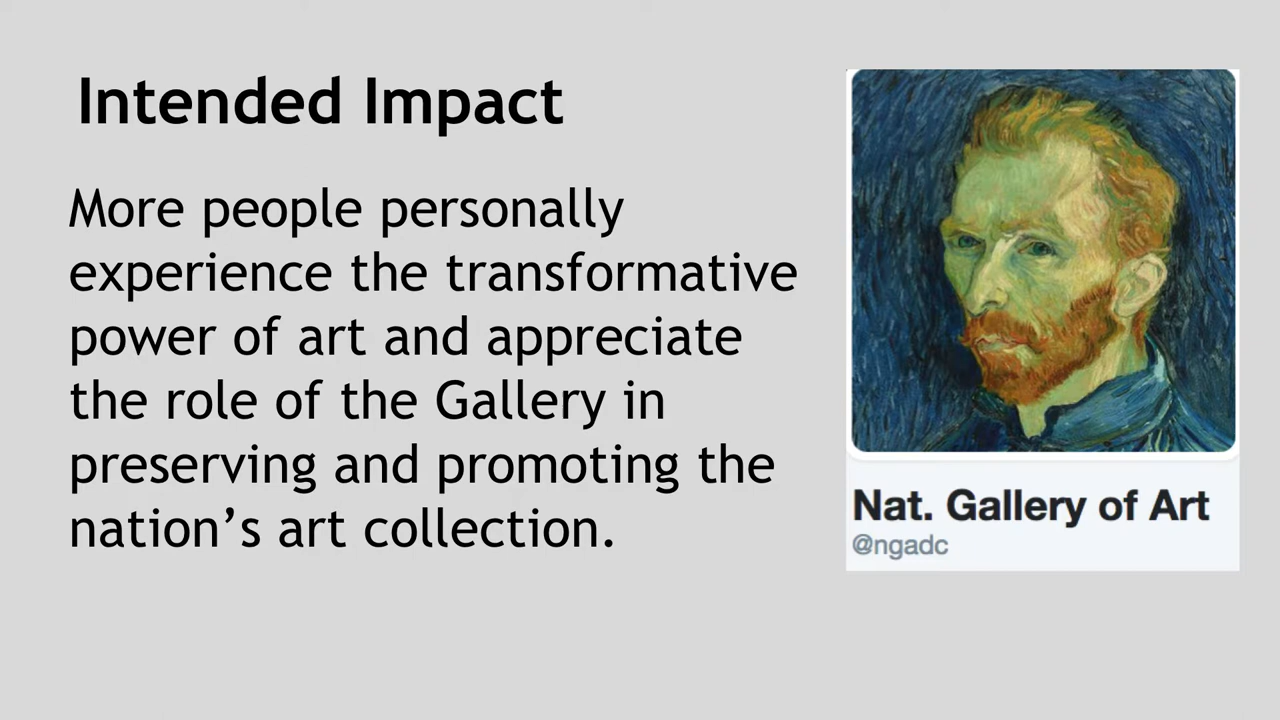 Intended Impact
More people personally
experience the transformative
power of art and appreciate
the role of the Gallery in
preserving and promoting the
nation’s art collection.
Nat. Gallery of Art
@ngadc